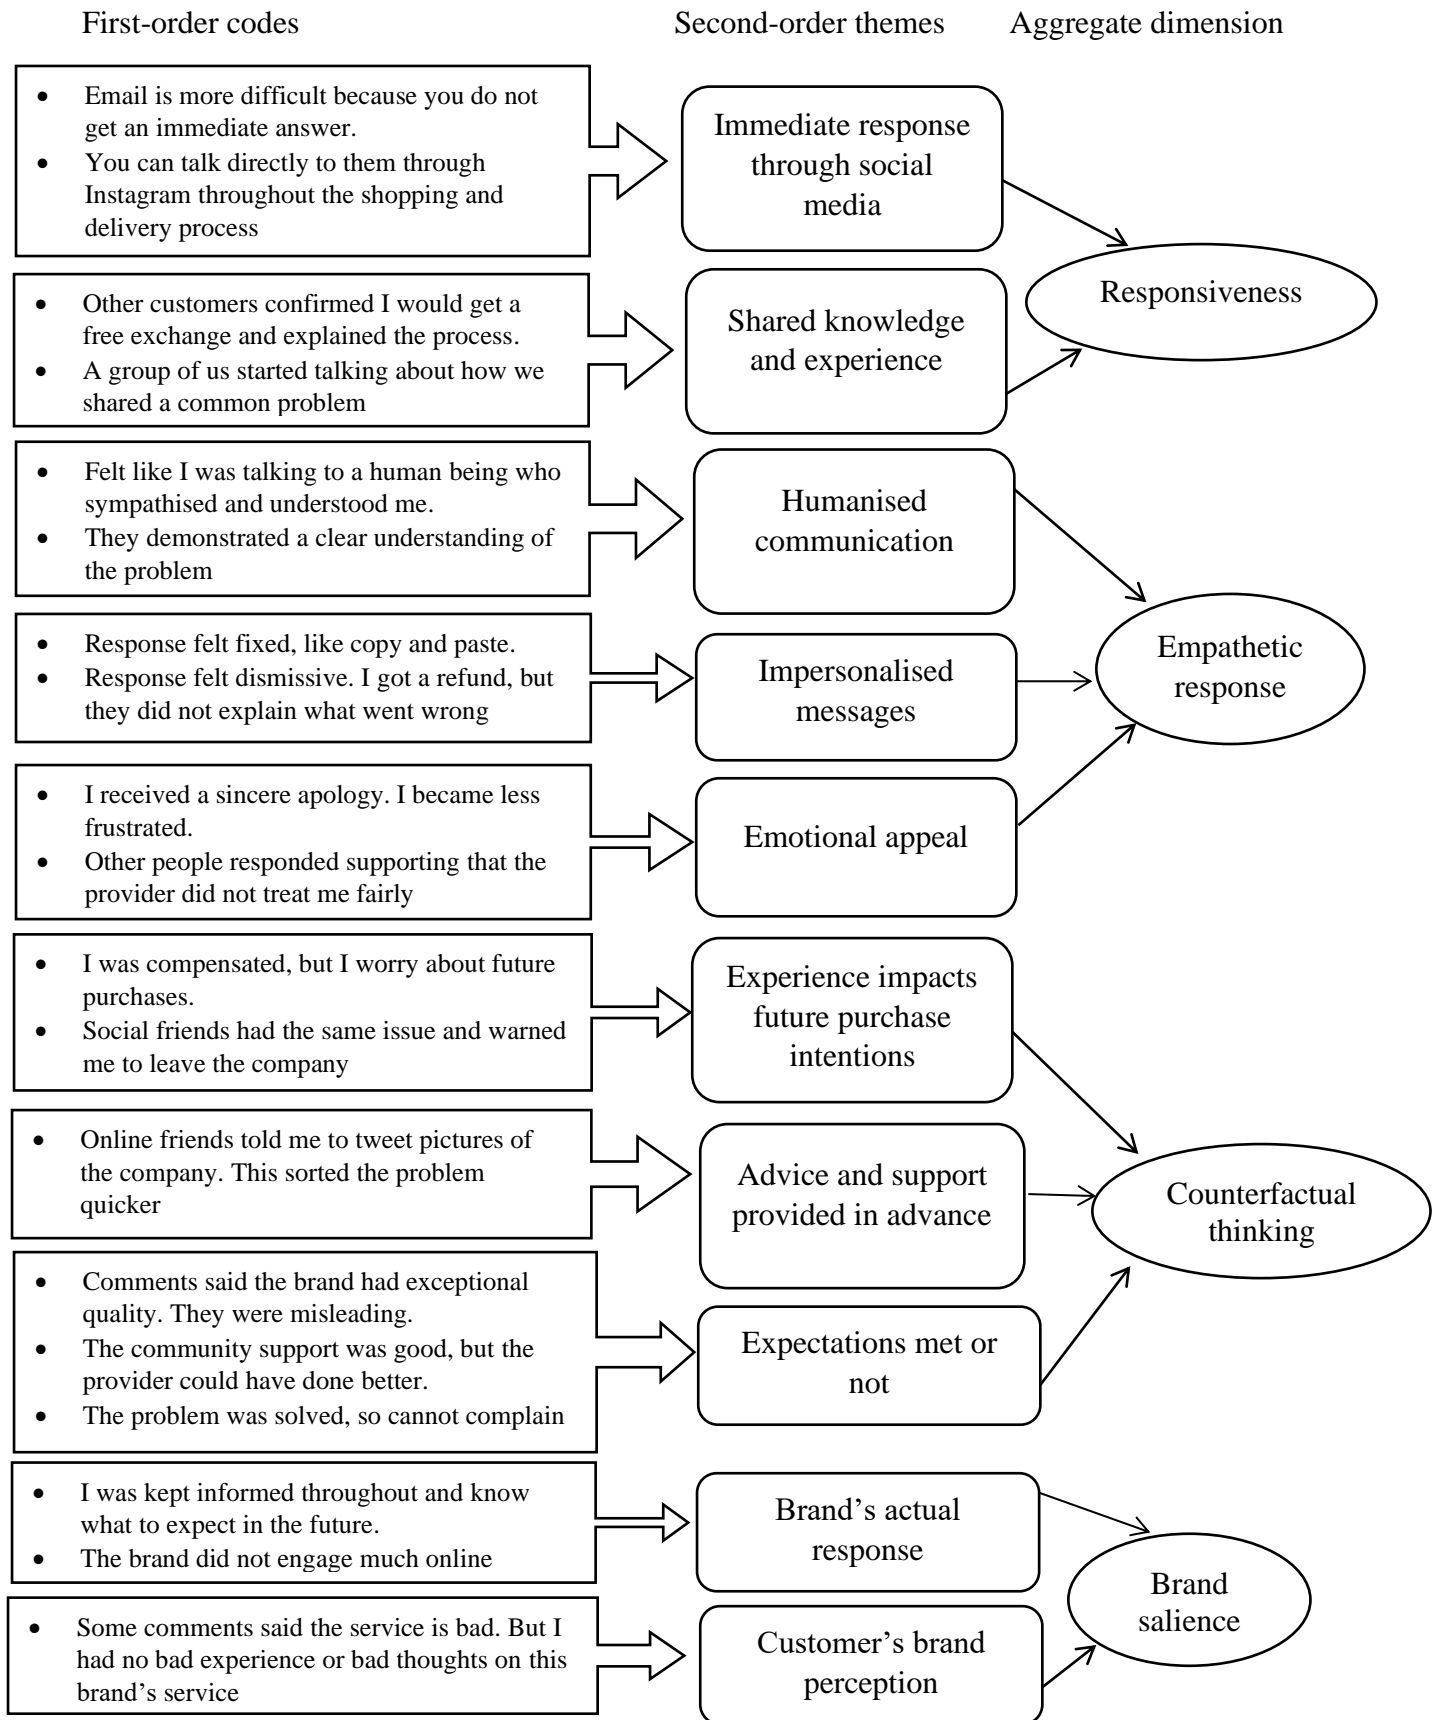 First-order codes
Second-order themes
Aggregate dimension
• Email is more difficult because you do not
get an immediate answer.
• You can talk directly to them through
Instagram throughout the shopping and
delivery process
Immediate response
through social
media
Responsiveness
• Other customers confirmed I would get a
free exchange and explained the process.
• A group of us started talking about how we
shared a common problem
Shared knowledge
and experience
• Felt like I was talking to a human being who
sympathised and understood me.
• They demonstrated a clear understanding of
the problem
Humanised
communication
• Response felt fixed, like copy and paste.
• Response felt dismissive. I got a refund, but
they did not explain what went wrong
Impersonalised
messages
Empathetic
response
• I received a sincere apology. I became less
frustrated.
• Other people responded supporting that the
provider did not treat me fairly
Emotional appeal
• I was compensated, but I worry about future
purchases.
• Social friends had the same issue and warned
me to leave the company
Experience impacts
future purchase
intentions
• Online friends told me to tweet pictures of
the company. This sorted the problem
quicker
Advice and support
provided in advance
Counterfactual
thinking
• Comments said the brand had exceptional
quality. They were misleading.
• The community support was good, but the
provider could have done better.
• The problem was solved, so cannot complain
Expectations met or
not
• I was kept informed throughout and know
what to expect in the future.
• The brand did not engage much online
Brand’s actual
response
Brand
salience
• Some comments said the service is bad. But I
had no bad experience or bad thoughts on this
brand’s service
Customer’s brand
perception